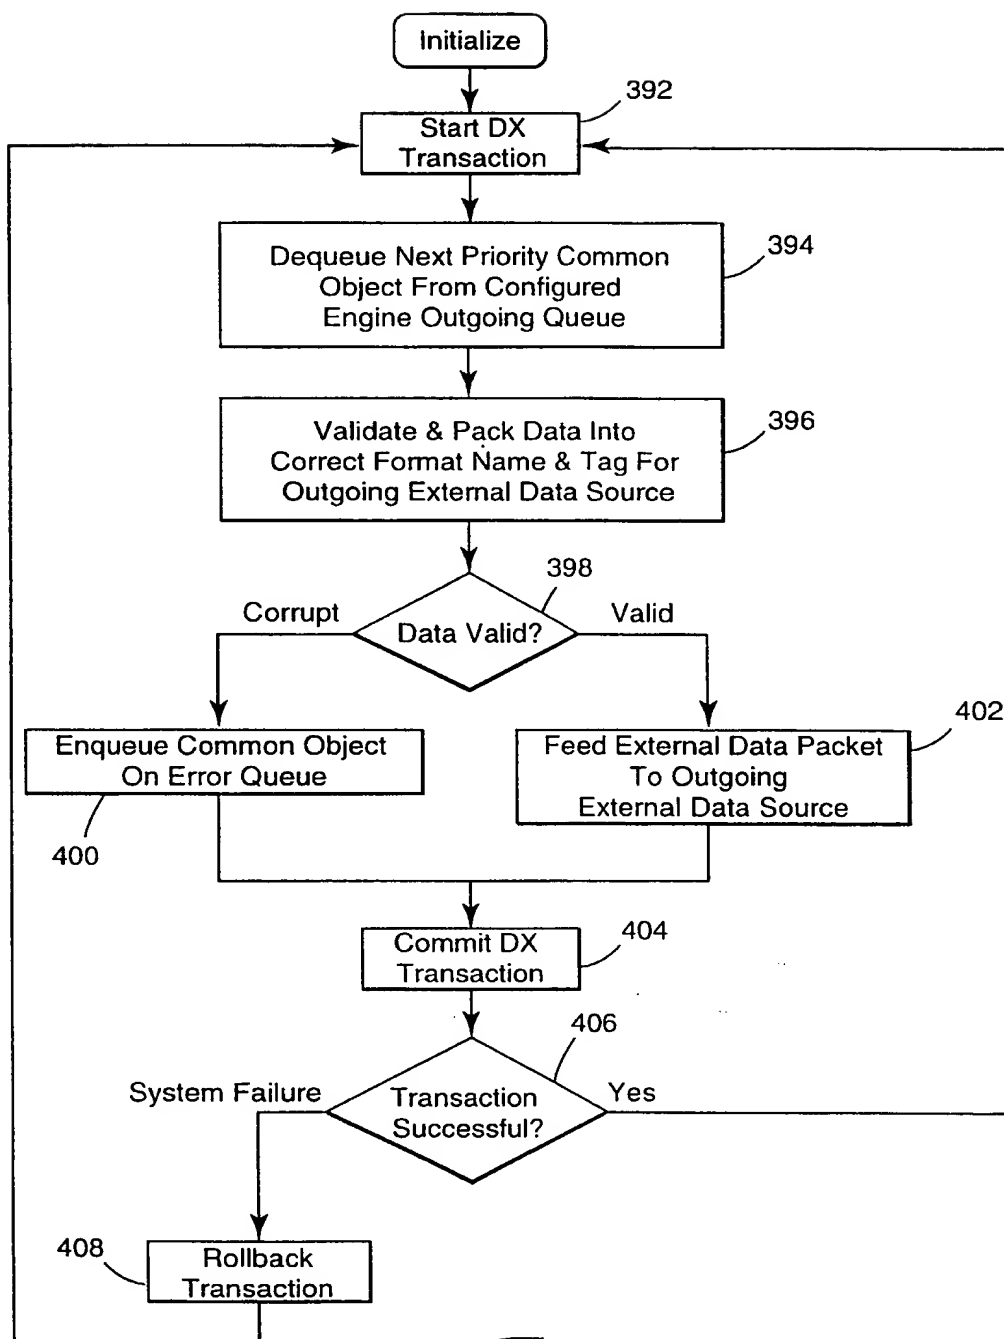 Initialize
392
Start DX
Transaction
394
Dequeue Next Priority Common
Object From Configured
Engine Outgoing Queue
396
Validate & Pack Data Into
Correct Format Name & Tag For
Outgoing External Data Source
398
Corrupt
Data Valid?
Valid
402
Enqueue Common Object
On Error Queue
Feed External Data Packet
To Outgoing
External Data Source
400
404
Commit DX
Transaction
406
System Failure
Transaction
Successful?
Yes
408
Rollback
Transaction